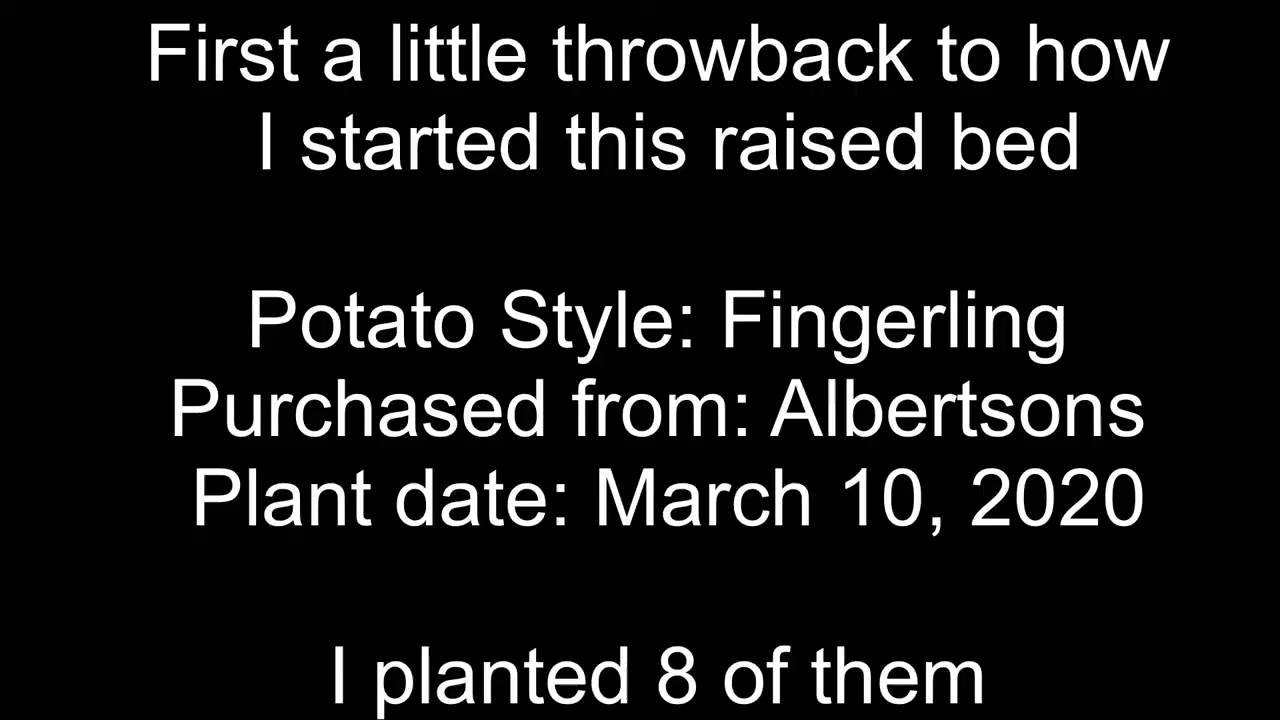 First a little throwback to how
I started this raised bed
Potato Style: Fingerling
Purchased from: Albertsons
Plant date: March 10, 2020
I planted 8 of them